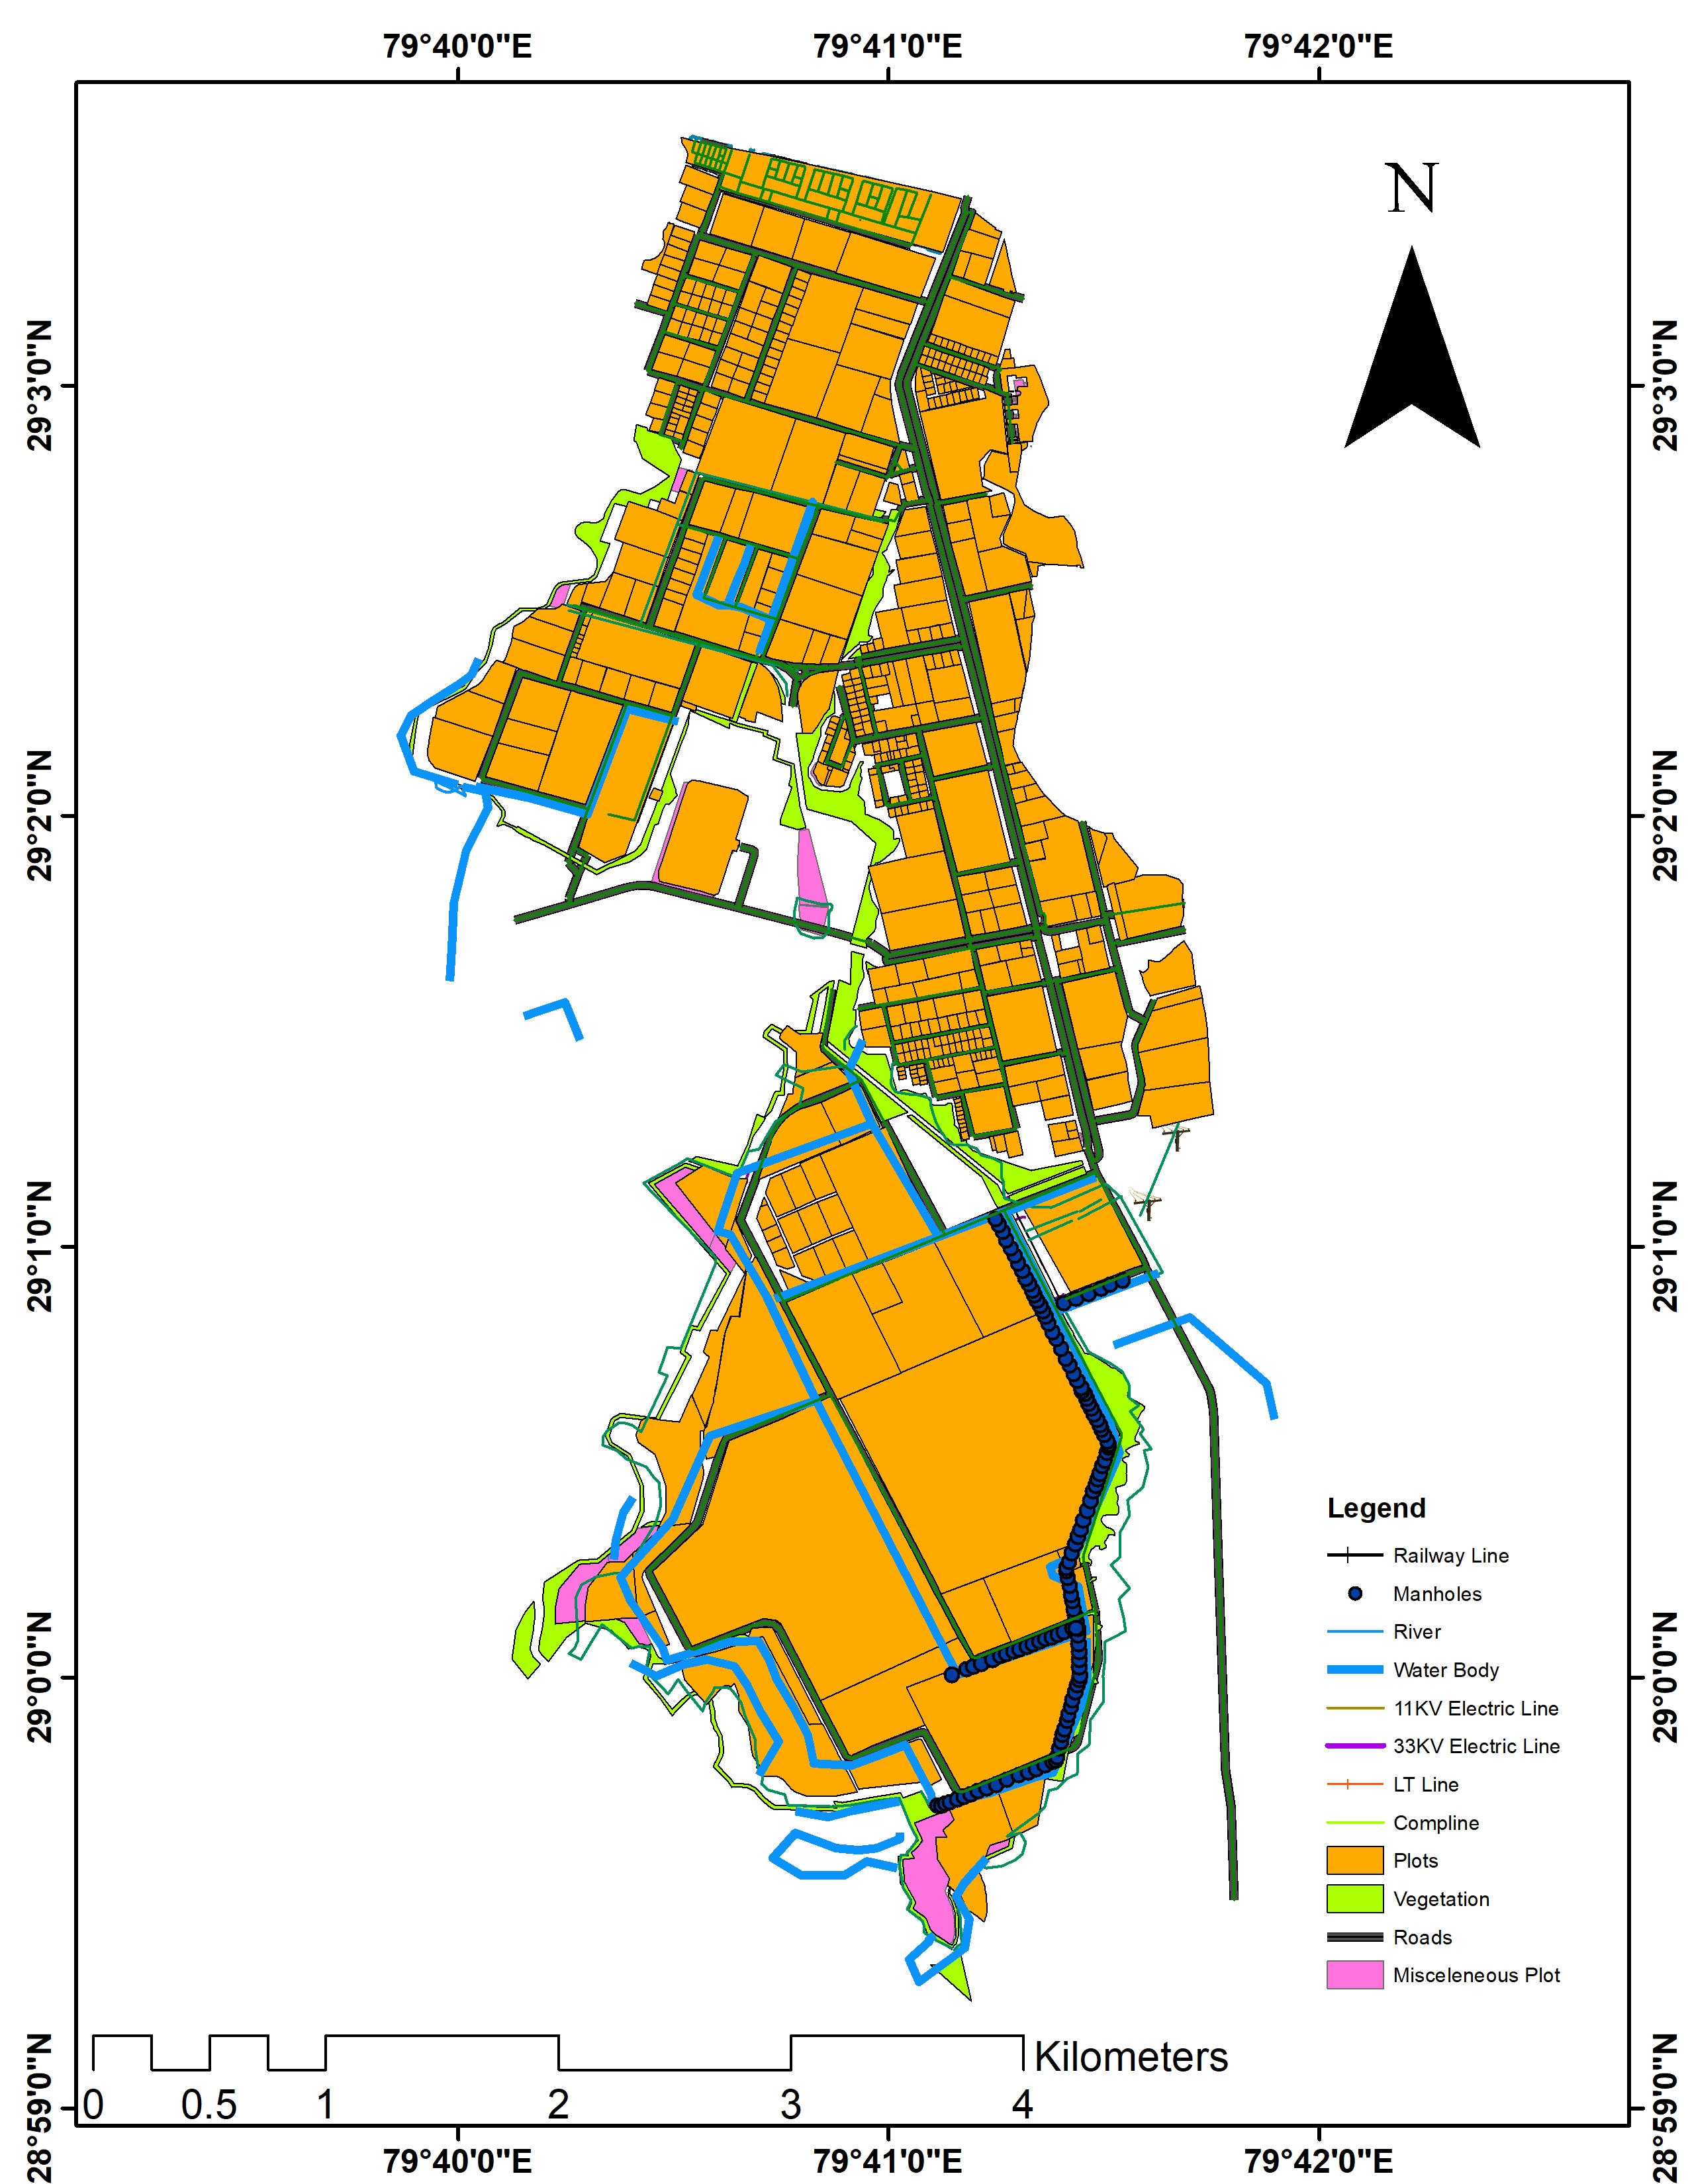 79°40'0"E 79°41'0"E 79°42'0"E
N
29°3'0"N 29°3'0"N
29°2'0"N 29°2'0"N
29°1'0"N 29°1'0"N
Legend
Railway Line
Manholes
River
29°0'0"N 29°0'0"N
Water Body
11KV Electric Line
33KV Electric Line
LT Line
Compline
Plots
Vegetation
Roads
Misceleneous Plot
Kilometers
0 0.5 1 2 3 4
28°59'0"N 28°59'0"N
79°40'0"E 79°41'0"E 79°42'0"E